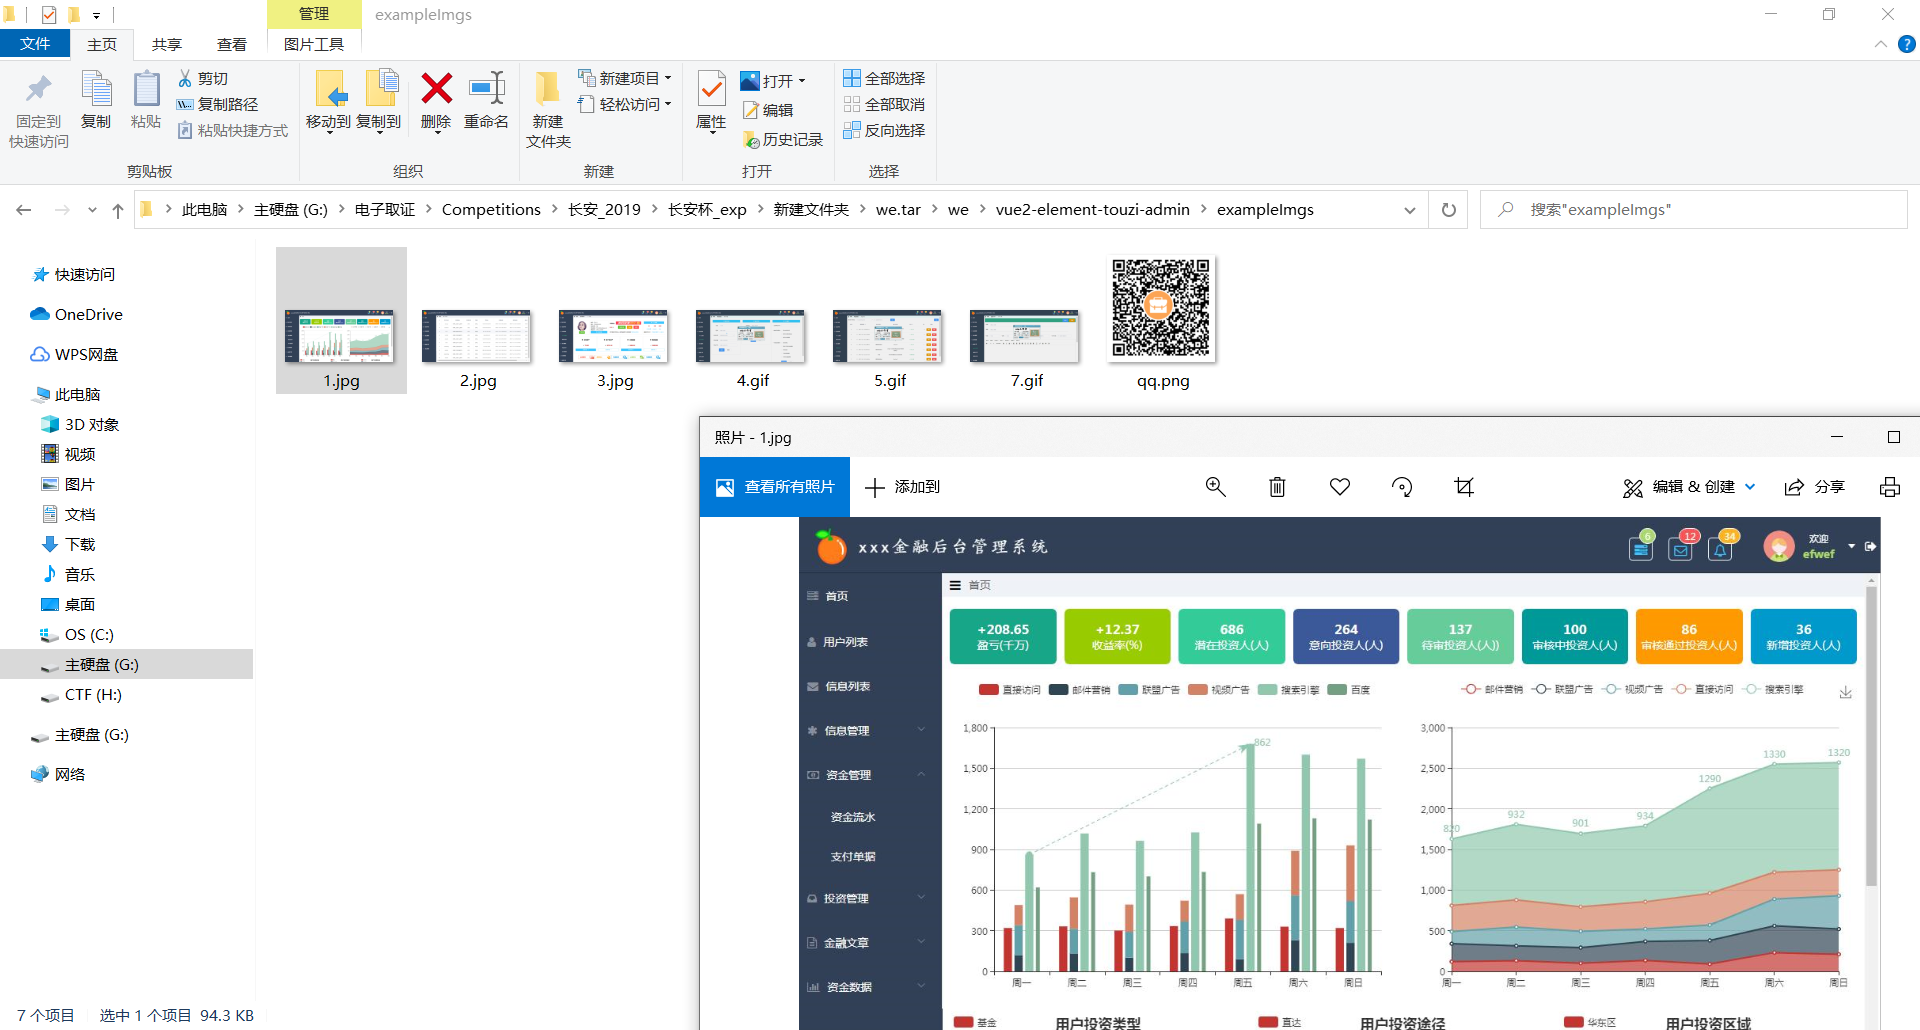 管理
exampleImgs
文件
主页
共享
查看
图片工具
固定到
快速访问
复制
粘贴
剪切
复制路径
粘贴快捷方式
移动到
复制到
删除
重命名
新建
文件夹
新建项目
轻松访问
属性
打开
编辑
历史记录
全部选择
全部取消
反向选择
剪贴板
组织
新建
打开
选择
此电脑
主硬盘 (G:)
电子取证
Competitions
长安_2019
长安杯_exp
新建文件夹
we.tar
we
vue2-element-touzi-admin
exampleImgs
搜索"exampleImgs"
快速访问
OneDrive
WPS网盘
此电脑
3D 对象
视频
图片
文档
下载
音乐
桌面
OS (C:)
主硬盘 (G:)
CTF (H:)
主硬盘 (G:)
网络
1.jpg
2.jpg
3.jpg
4.gif
5.gif
7.gif
qq.png
照片 - 1.jpg
查看所有照片
添加到
编辑 & 创建
分享
xxx金融后台管理系统
6
12
34
欢迎
efwef
首页
用户列表
信息列表
信息管理
资金管理
资金流水
支付单据
投资管理
金融文章
资金数据
首页
+208.65
盈亏(千万)
+12.37
收益率(%)
686
潜在投资人(人)
264
意向投资人(人)
137
待审投资人(人))
100
审核中投资人(人)
86
审核通过投资人(人)
36
新增投资人(人)
直接访问
邮件营销
联盟广告
视频广告
搜索引擎
百度
1,800
1,500
1,200
900
600
300
0
862
周一
周二
周三
周四
周五
周六
周日
邮件营销
联盟广告
视频广告
直接访问
搜索引擎
3,000
2,500
2,000
1,500
1,000
500
0
820
932
901
934
1290
1330
1320
周一
周二
周三
周四
周五
周六
周日
基金
用户投资类型
直达
用户投资途径
华东区
用户投资区域
7 个项目
选中 1 个项目
94.3 KB